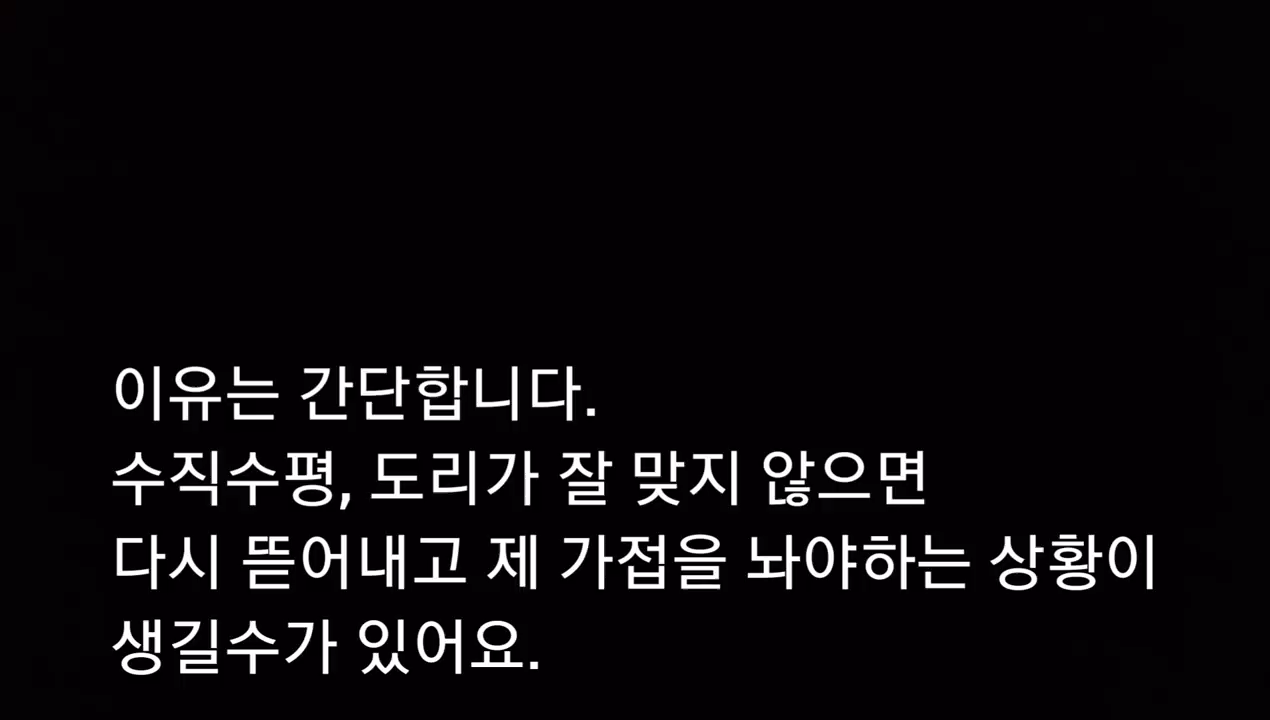 이유는 간단합니다.
수직수평, 도리가 잘 맞지 않으면
다시 뜯어내고 제 가접을 놔야하는 상황이
생길수가 있어요.